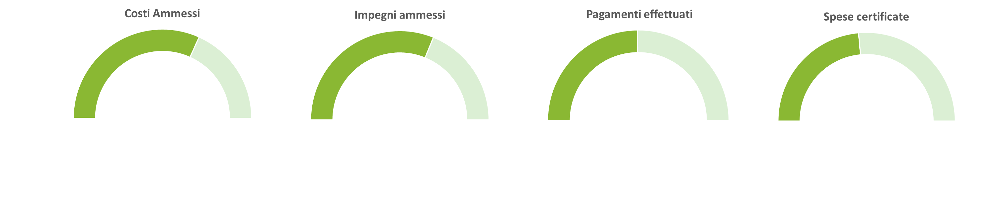 Costi Ammessi
Impegni ammessi
Pagamenti effettuati
Spese certificate